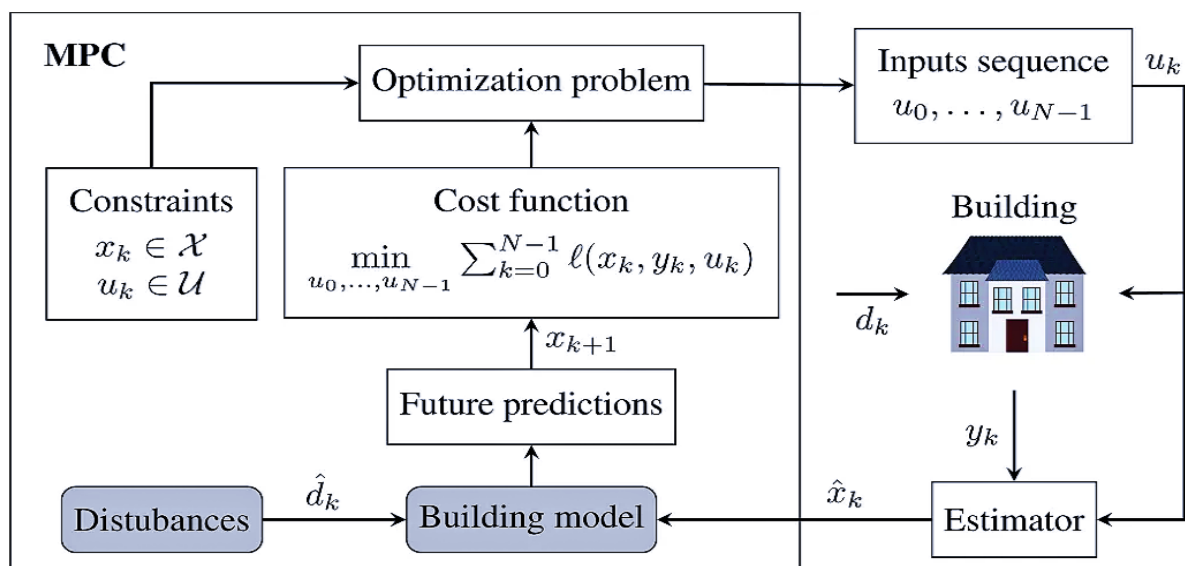 MPC
Optimization problem
Inputs sequence
u_0, . . . , u_{N−1}
u_k
Constraints
x_k ∈ 𝒳
u_k ∈ 𝒰
Cost function
min_{u_0,...,u_{N−1}} ∑_{k=0}^{N−1} ℓ(x_k, y_k, u_k)
Building
d_k
x_{k+1}
Future predictions
y_k
Distubances
d̂_k
Building model
x̂_k
Estimator